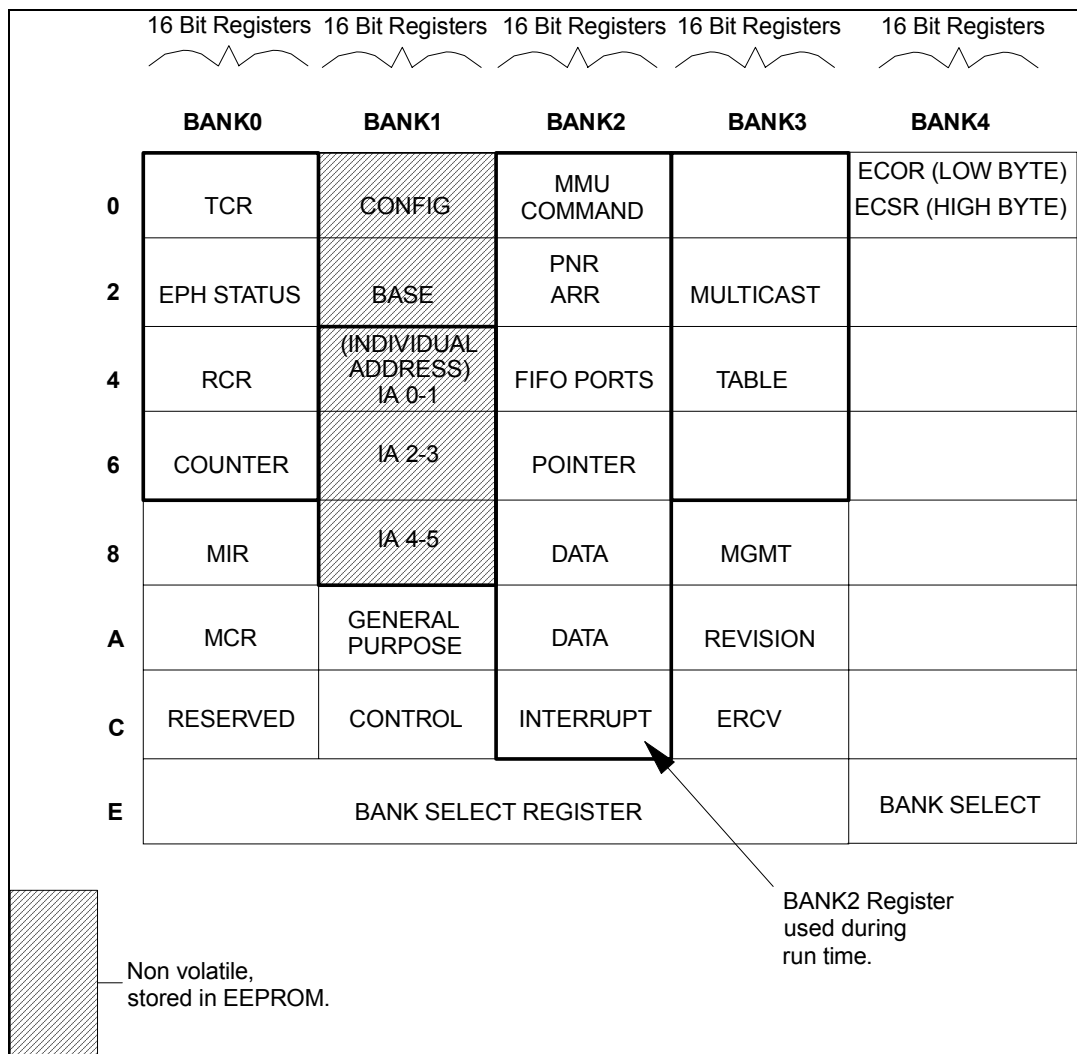 16 Bit Registers 16 Bit Registers 16 Bit Registers 16 Bit Registers 16 Bit Registers
BANK0 BANK1 BANK2 BANK3 BANK4
0
TCR
CONFIG
MMU
COMMAND
ECOR (LOW BYTE)
ECSR (HIGH BYTE)
2
EPH STATUS
BASE
PNR
ARR
MULTICAST
4
RCR
(INDIVIDUAL
ADDRESS)
IA 0-1
FIFO PORTS
TABLE
6
COUNTER
IA 2-3
POINTER
8
MIR
IA 4-5
DATA
MGMT
A
MCR
GENERAL
PURPOSE
DATA
REVISION
C
RESERVED
CONTROL
INTERRUPT
ERCV
E
BANK SELECT REGISTER
BANK SELECT
BANK2 Register
used during
run time.
Non volatile,
stored in EEPROM.